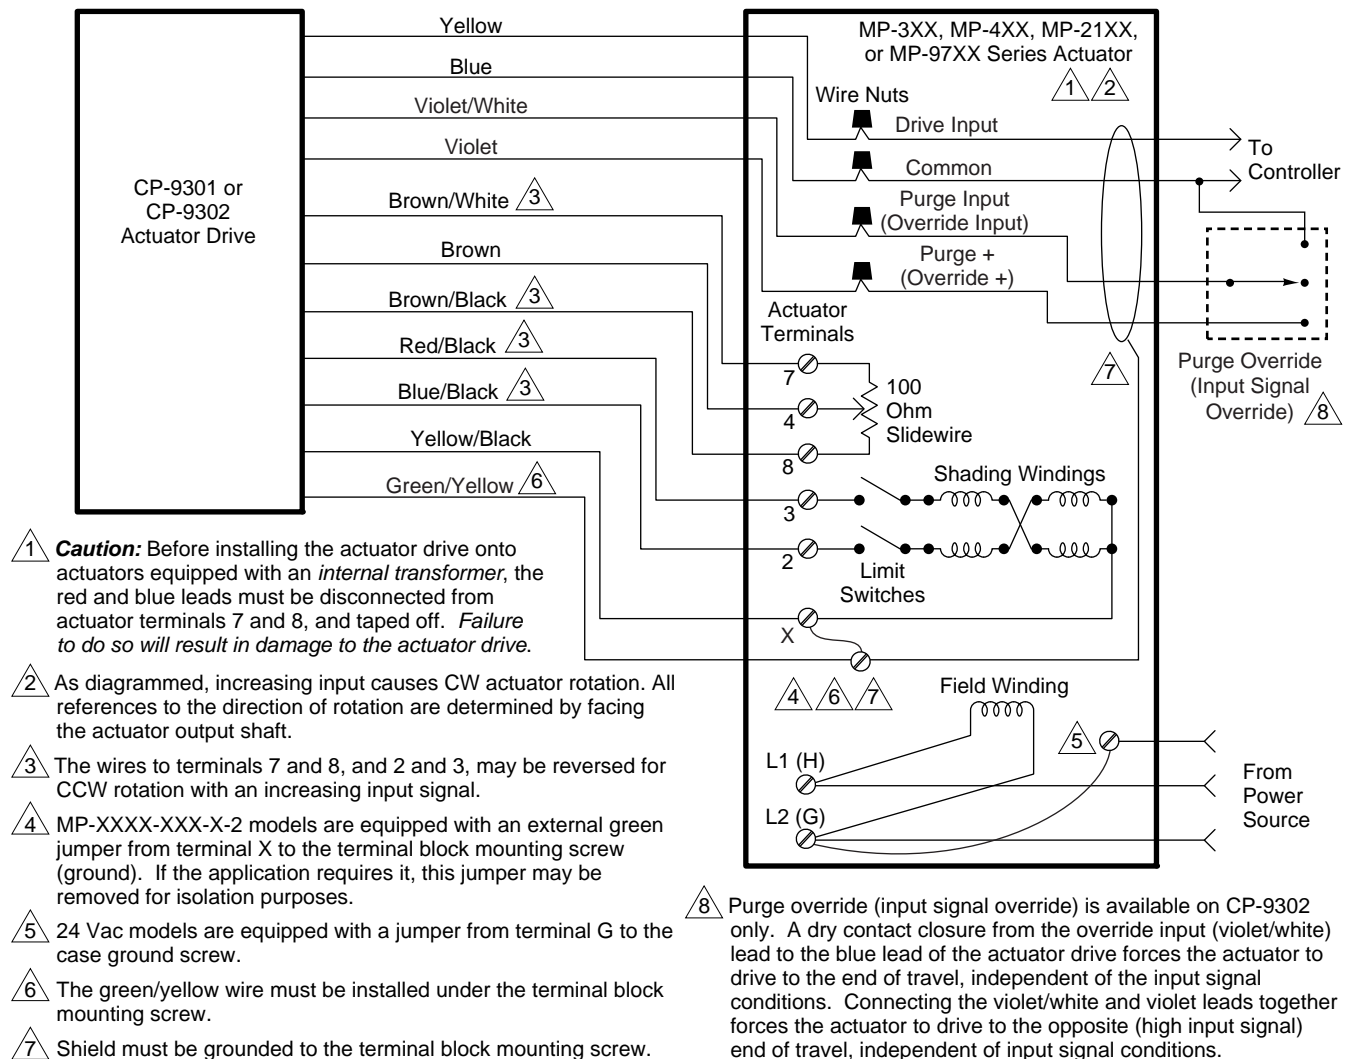 CP-9301 or
CP-9302
Actuator Drive
Yellow
Blue
Violet/White
Violet
Brown/White 3
Brown
Brown/Black 3
Red/Black 3
Blue/Black 3
Yellow/Black
Green/Yellow 6
MP-3XX, MP-4XX, MP-21XX,
or MP-97XX Series Actuator
1 2
Wire Nuts
Drive Input
Common
Purge Input
(Override Input)
Purge +
(Override +)
To
Controller
Purge Override
(Input Signal
Override) 8
7
Actuator
Terminals
7
4
8
3
2
X
100
Ohm
Slidewire
Shading Windings
Limit
Switches
4 6 7
Field Winding
5
L1 (H)
L2 (G)
From
Power
Source
1 Caution: Before installing the actuator drive onto
actuators equipped with an internal transformer, the
red and blue leads must be disconnected from
actuator terminals 7 and 8, and taped off. Failure
to do so will result in damage to the actuator drive.
2 As diagrammed, increasing input causes CW actuator rotation. All
references to the direction of rotation are determined by facing
the actuator output shaft.
3 The wires to terminals 7 and 8, and 2 and 3, may be reversed for
CCW rotation with an increasing input signal.
4 MP-XXXX-XXX-X-2 models are equipped with an external green
jumper from terminal X to the terminal block mounting screw
(ground). If the application requires it, this jumper may be
removed for isolation purposes.
5 24 Vac models are equipped with a jumper from terminal G to the
case ground screw.
6 The green/yellow wire must be installed under the terminal block
mounting screw.
7 Shield must be grounded to the terminal block mounting screw.
8 Purge override (input signal override) is available on CP-9302
only. A dry contact closure from the override input (violet/white)
lead to the blue lead of the actuator drive forces the actuator to
drive to the end of travel, independent of the input signal
conditions. Connecting the violet/white and violet leads together
forces the actuator to drive to the opposite (high input signal)
end of travel, independent of input signal conditions.